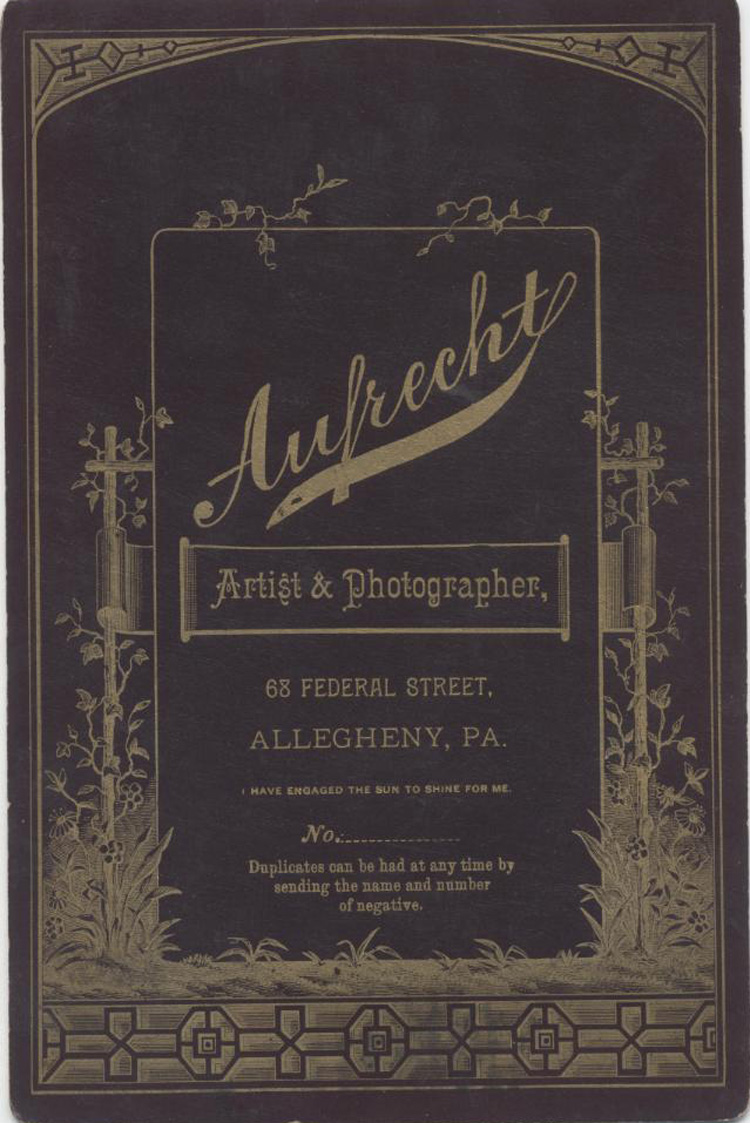 Aufrecht
Artist & Photographer,
68 FEDERAL STREET,
ALLEGHENY, PA.
I HAVE ENGAGED THE SUN TO SHINE FOR ME.
No.
Duplicates can be had at any time by
sending the name and number
of negative.